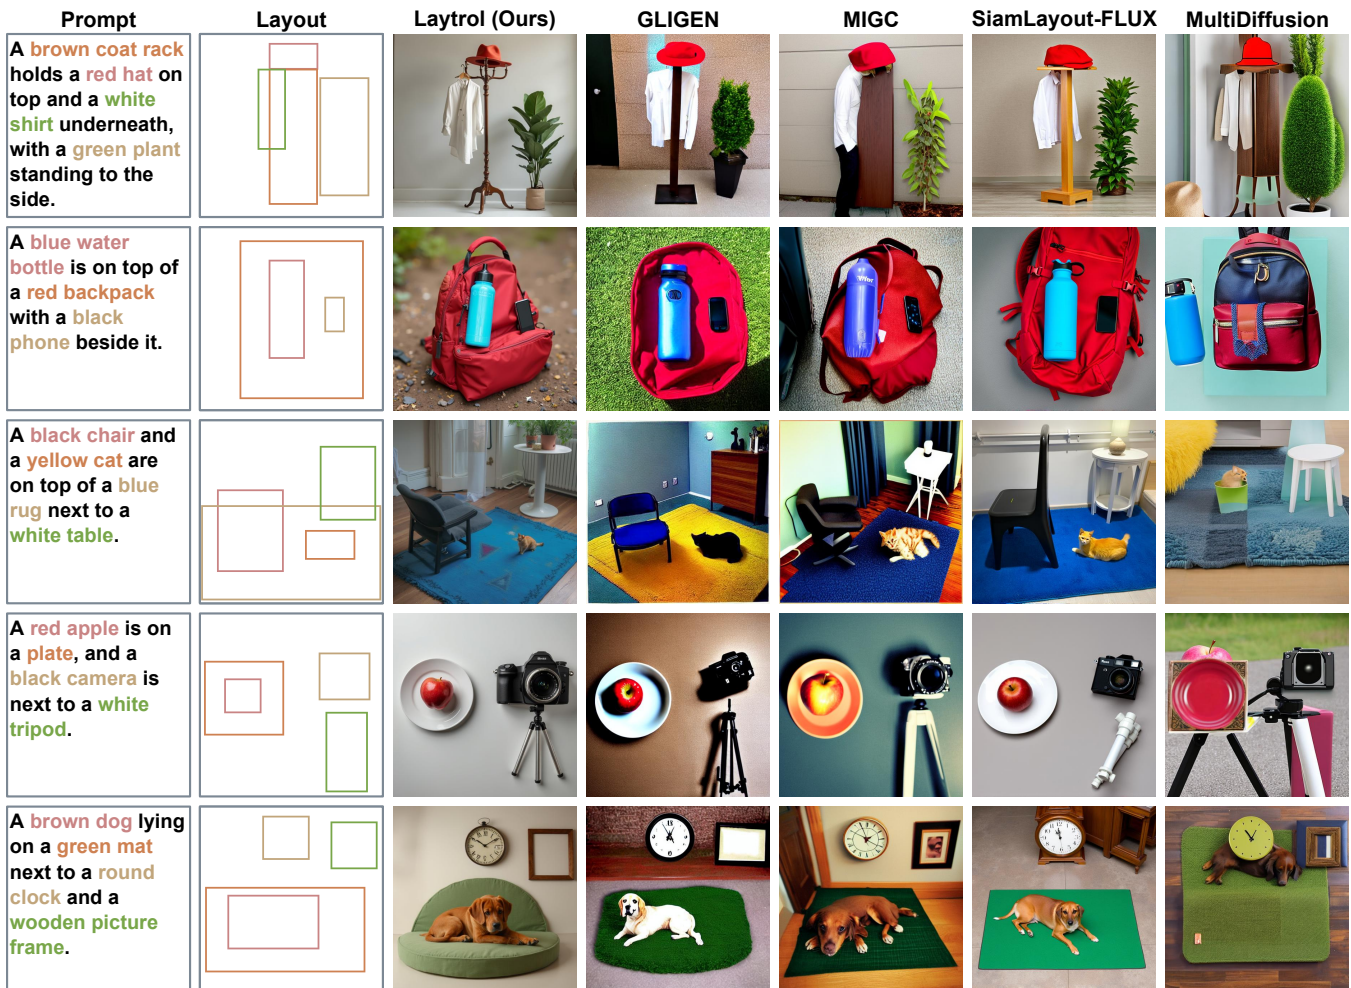 Prompt
Layout
Laytrol (Ours)
GLIGEN
MIGC
SiamLayout-FLUX
MultiDiffusion
A brown coat rack
holds a red hat on
top and a white
shirt underneath,
with a green plant
standing to the
side.
A blue water
bottle is on top of
a red backpack
with a black
phone beside it.
A black chair and
a yellow cat are
on top of a blue
rug next to a
white table.
A red apple is on
a plate, and a
black camera is
next to a white
tripod.
A brown dog lying
on a green mat
next to a round
clock and a
wooden picture
frame.